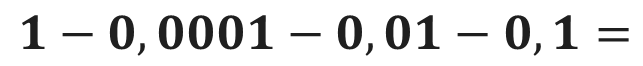 1 − 0,0001 − 0,01 − 0,1 =